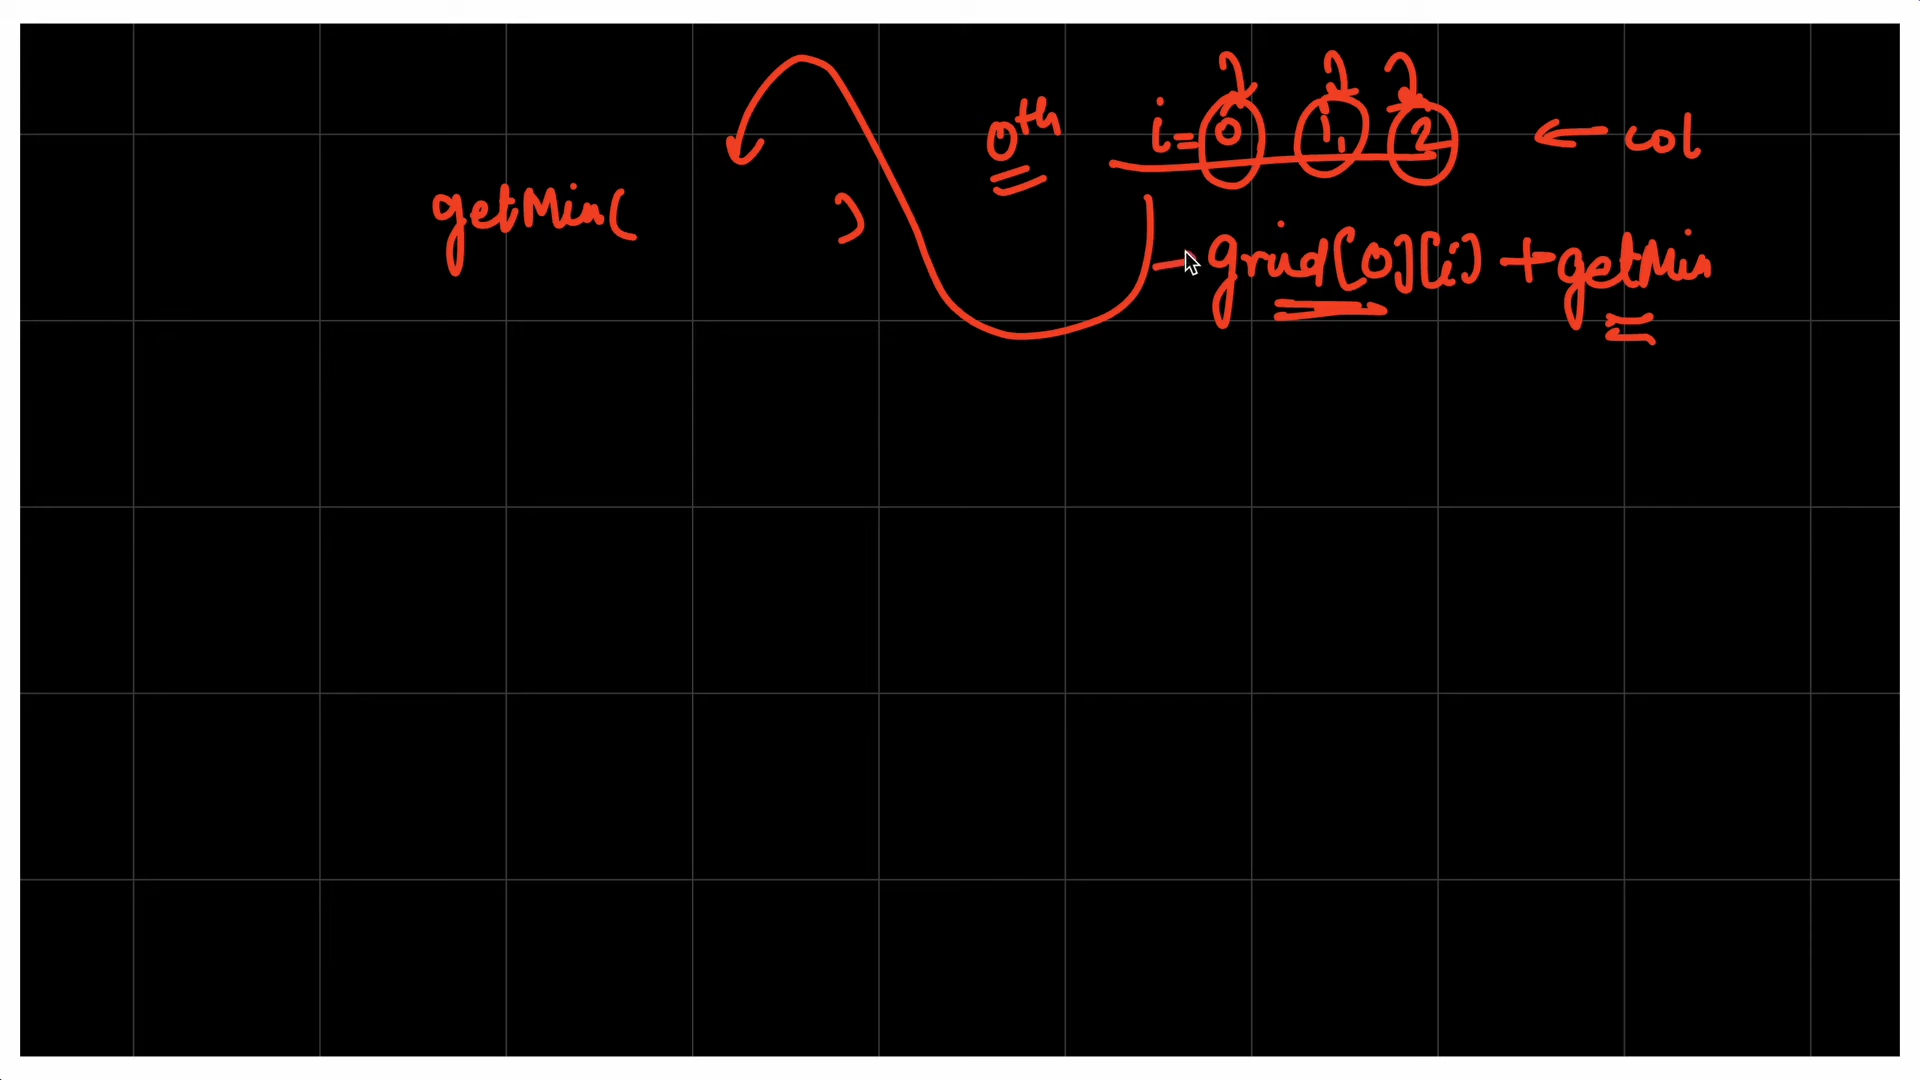 0th i=0 1, 2 ← col
getMin( )
grid[0][i] + getMin